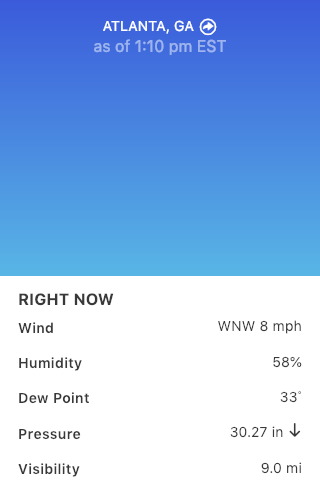 ATLANTA, GA
as of 1:10 pm EST
RIGHT NOW
Wind WNW 8 mph
Humidity 58%
Dew Point 33°
Pressure 30.27 in ↓
Visibility 9.0 mi